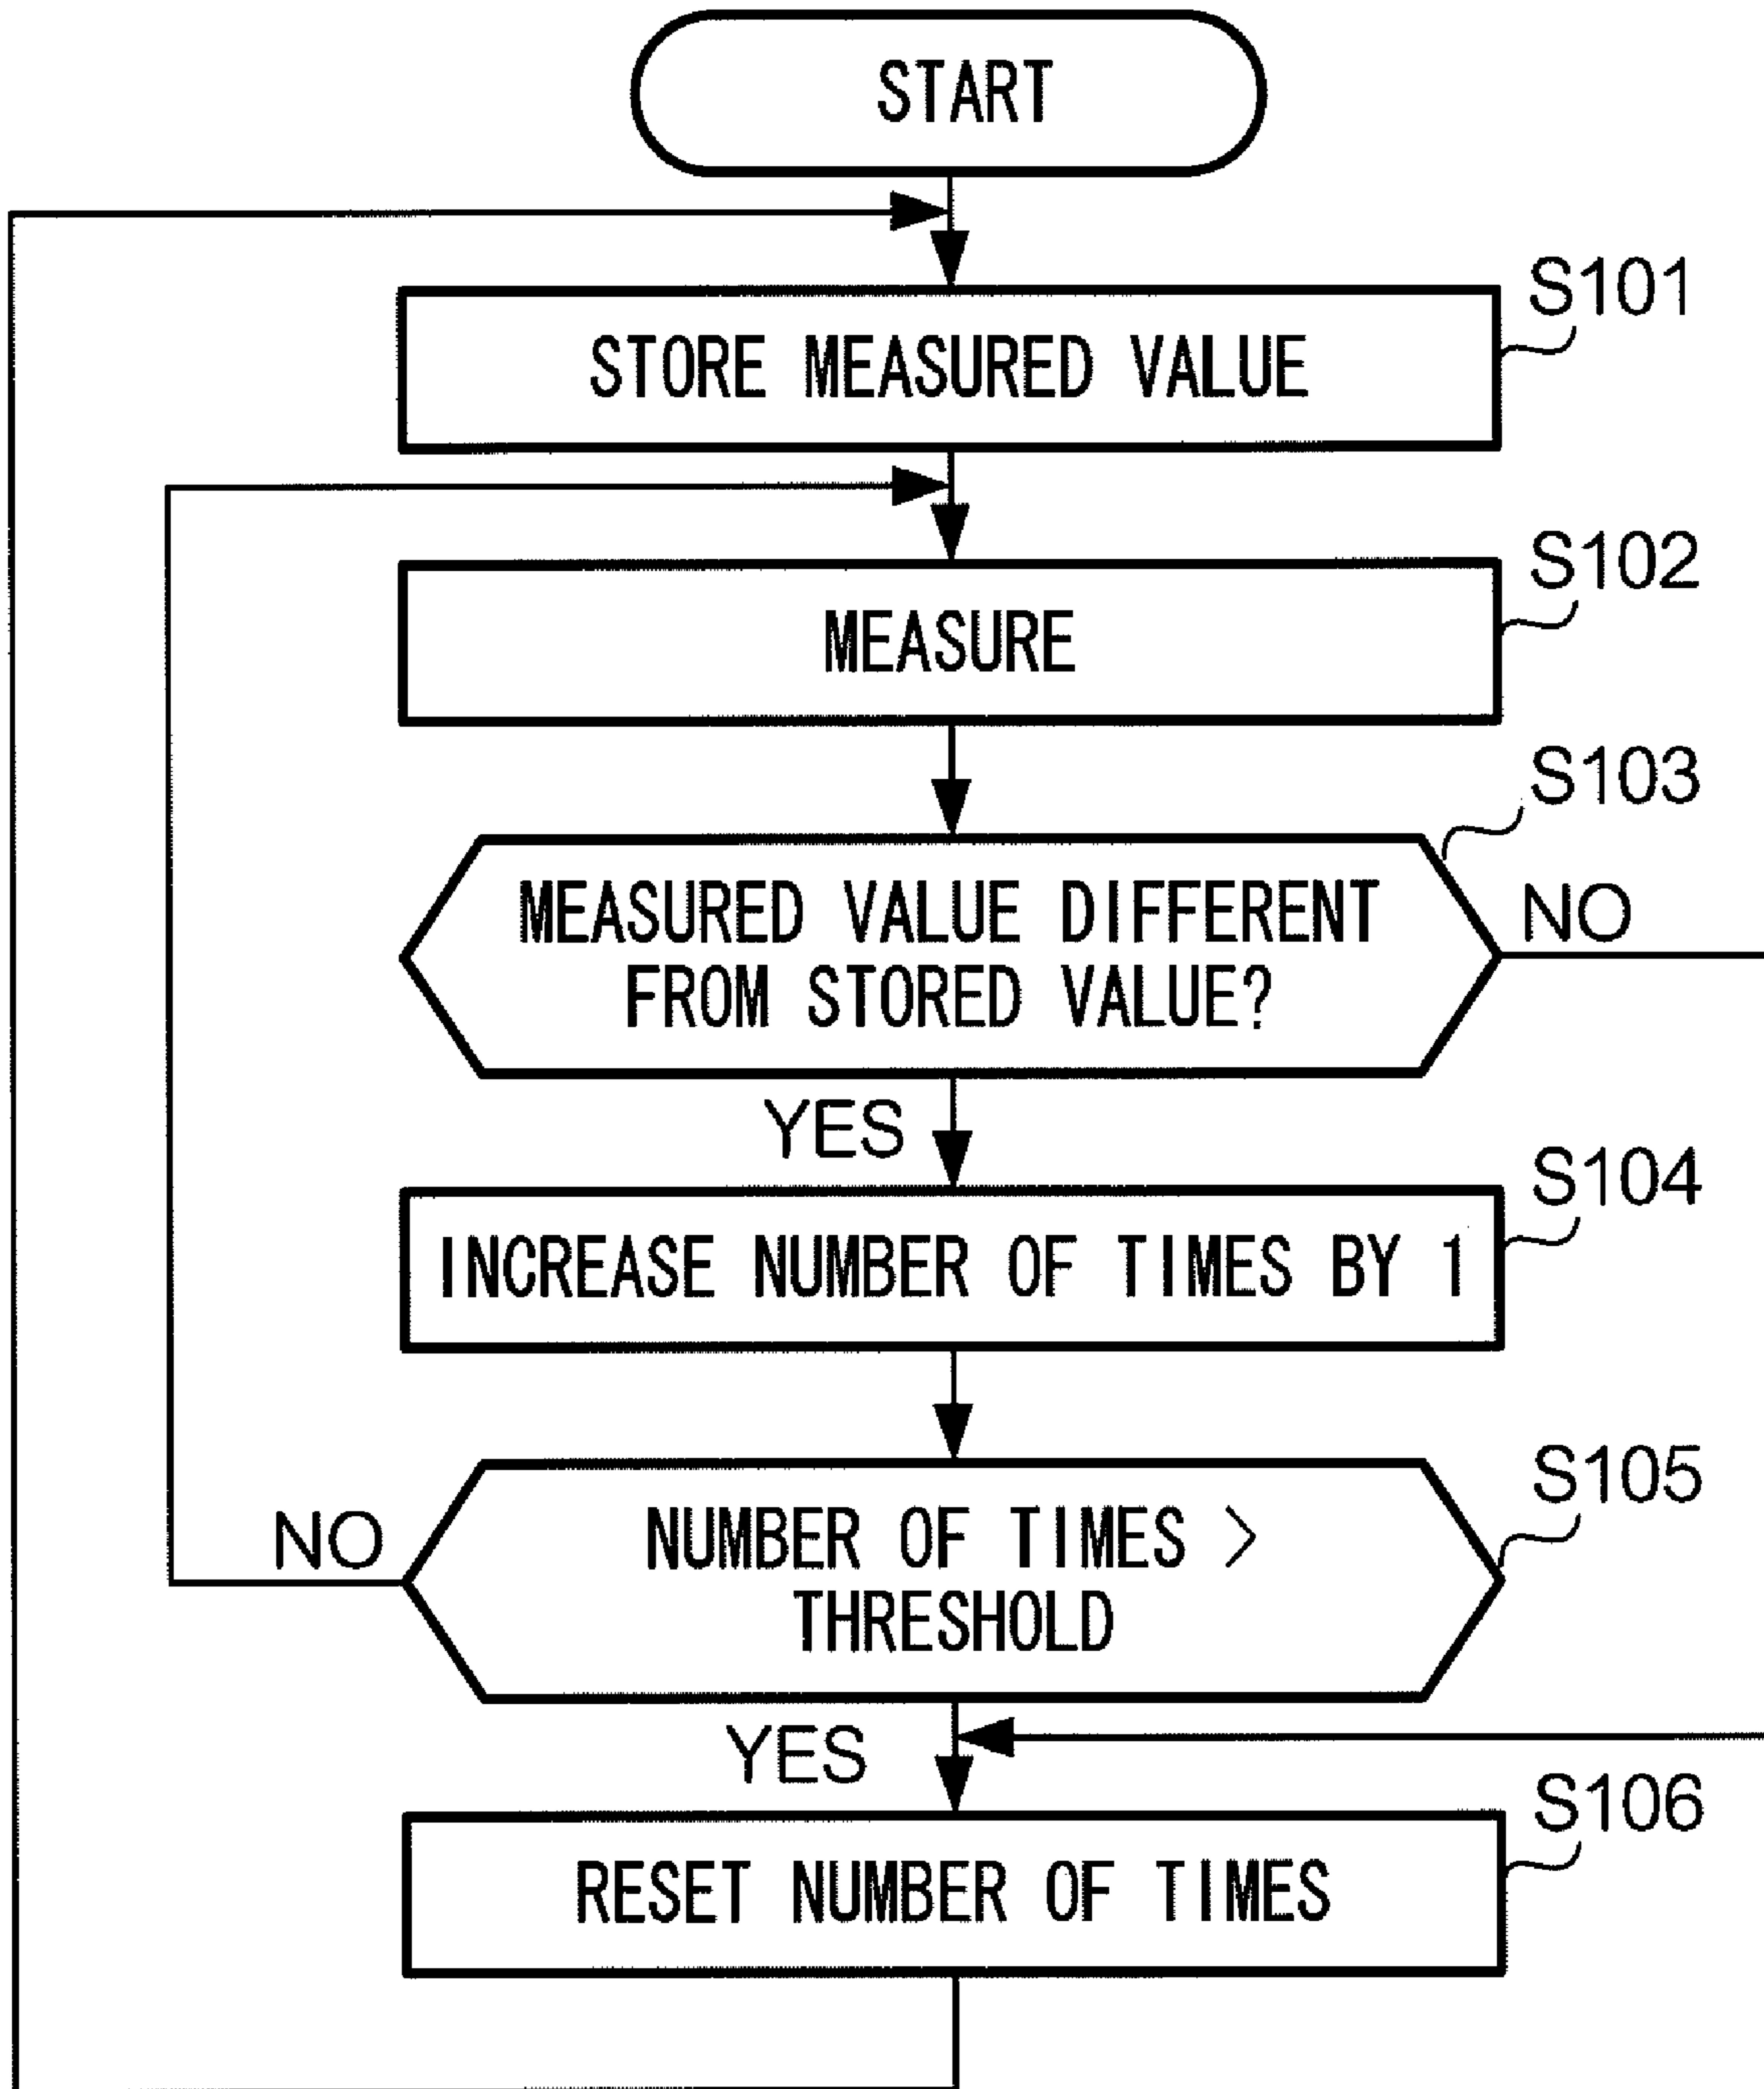 START
S101
STORE MEASURED VALUE
S102
MEASURE
S103
MEASURED VALUE DIFFERENT
FROM STORED VALUE?
NO
YES
S104
INCREASE NUMBER OF TIMES BY 1
S105
NUMBER OF TIMES >
THRESHOLD
NO
YES
S106
RESET NUMBER OF TIMES